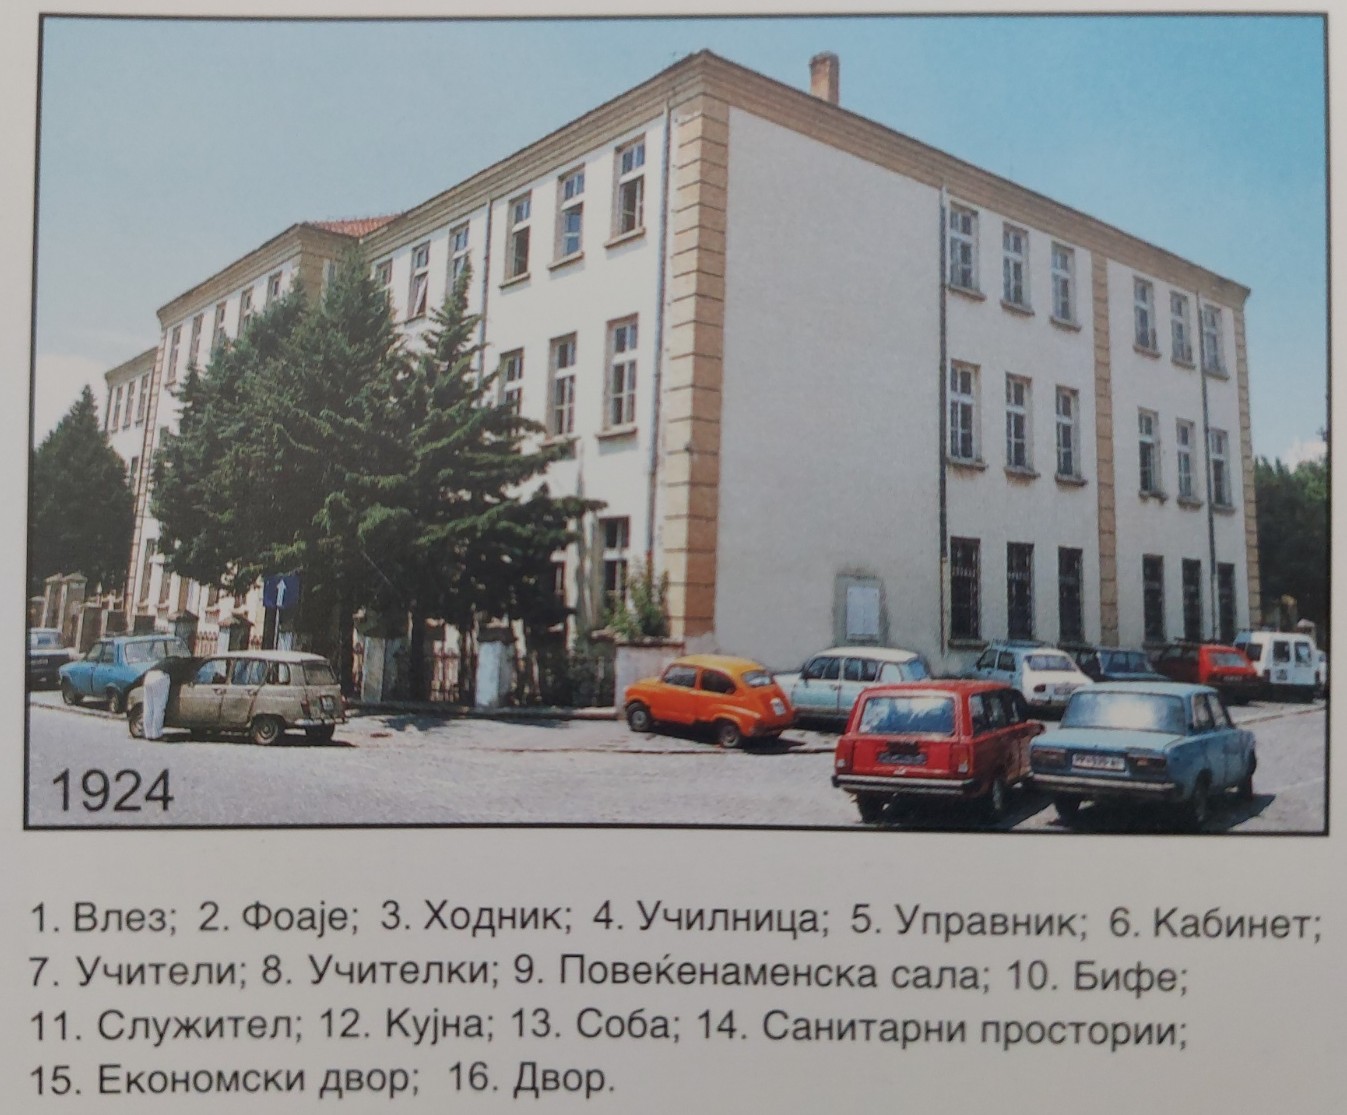 1924
1. Влез; 2. Фоаје; 3. Ходник; 4. Училница; 5. Управник; 6. Кабинет;
7. Учители; 8. Учителки; 9. Повеќенаменска сала; 10. Бифе;
11. Служител; 12. Кујна; 13. Соба; 14. Санитарни простории;
15. Економски двор; 16. Двор.